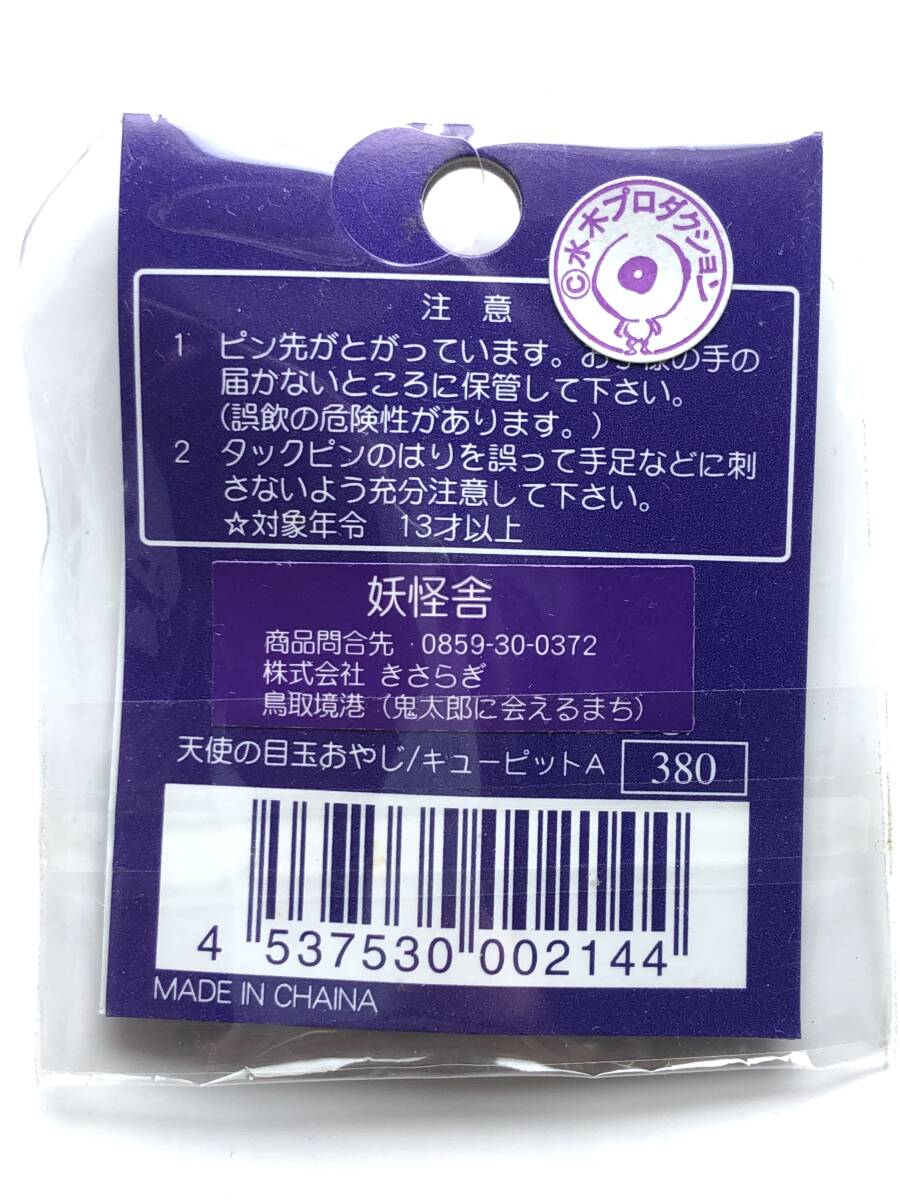 ©水木プロダクション
注 意
1 ピン先がとがっています。お子様の手の
届かないところに保管して下さい。
(誤飲の危険性があります。)
2 タックピンのはりを誤って手足などに刺
さないよう充分注意して下さい。
☆対象年令 13才以上
妖怪舎
商品問合先 0859-30-0372
株式会社 きさらぎ
鳥取境港（鬼太郎に会えるまち）
天使の目玉おやじ/キューピットA 380
4 537530 002144
MADE IN CHAINA